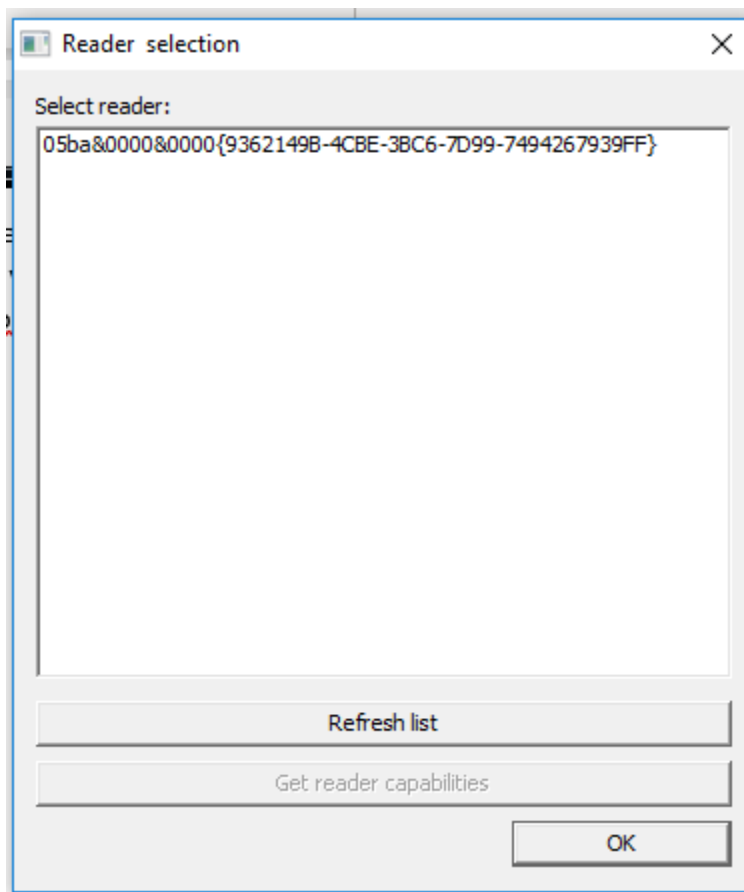 Reader selection
Select reader:
05ba&0000&0000{9362149B-4CBE-3BC6-7D99-7494267939FF}
Refresh list
Get reader capabilities
OK